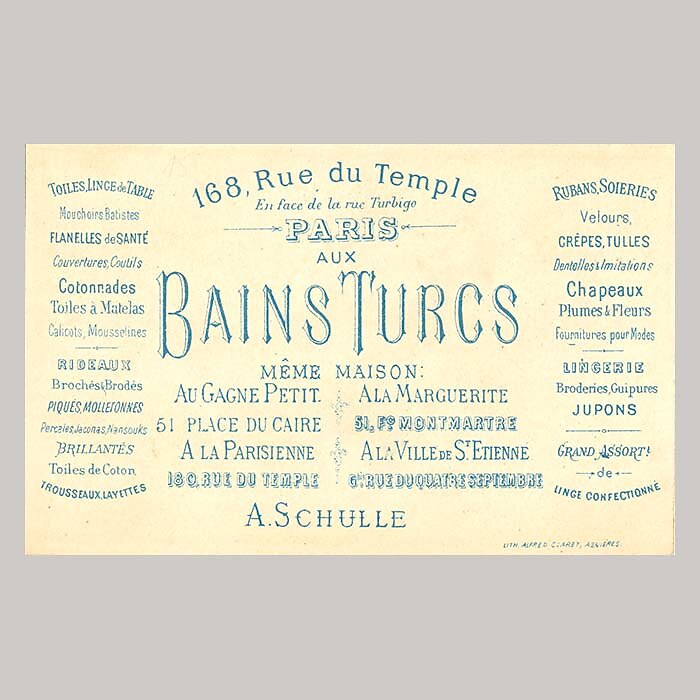 168, Rue du Temple
En face de la rue Turbigo
PARIS
AUX
BAINS TURCS
MÊME MAISON:
AU GAGNE PETIT.
51 PLACE DU CAIRE
A LA PARISIENNE
180, RUE DU TEMPLE
A LA MARGUERITE
51, Fg MONTMARTRE
A LA VILLE DE ST ETIENNE
Gde RUE DU QUATRE SEPTEMBRE
A. SCHULLE
TOILES, LINGE de TABLE
Mouchoirs Batistes
FLANELLES de SANTÉ
Couvertures, Coutils
Cotonnades
Toiles à Matelas
Calicots, Mousselines
RIDEAUX
Brochés & Brodés
PIQUÉS, MOLLETONNES
Percales, Jaconas, Nansouks
BRILLANTÉS
Toiles de Coton
TROUSSEAUX, LAYETTES
RUBANS, SOIERIES
Velours,
CRÊPES, TULLES
Dentelles & Imitations
Chapeaux
Plumes & Fleurs
Fournitures pour Modes
LINGERIE
Broderies, Guipures
JUPONS
GRAND ASSORTt
de
LINGE CONFECTIONNÉ
LITH. ALFRED CLARET, ASNIÈRES.